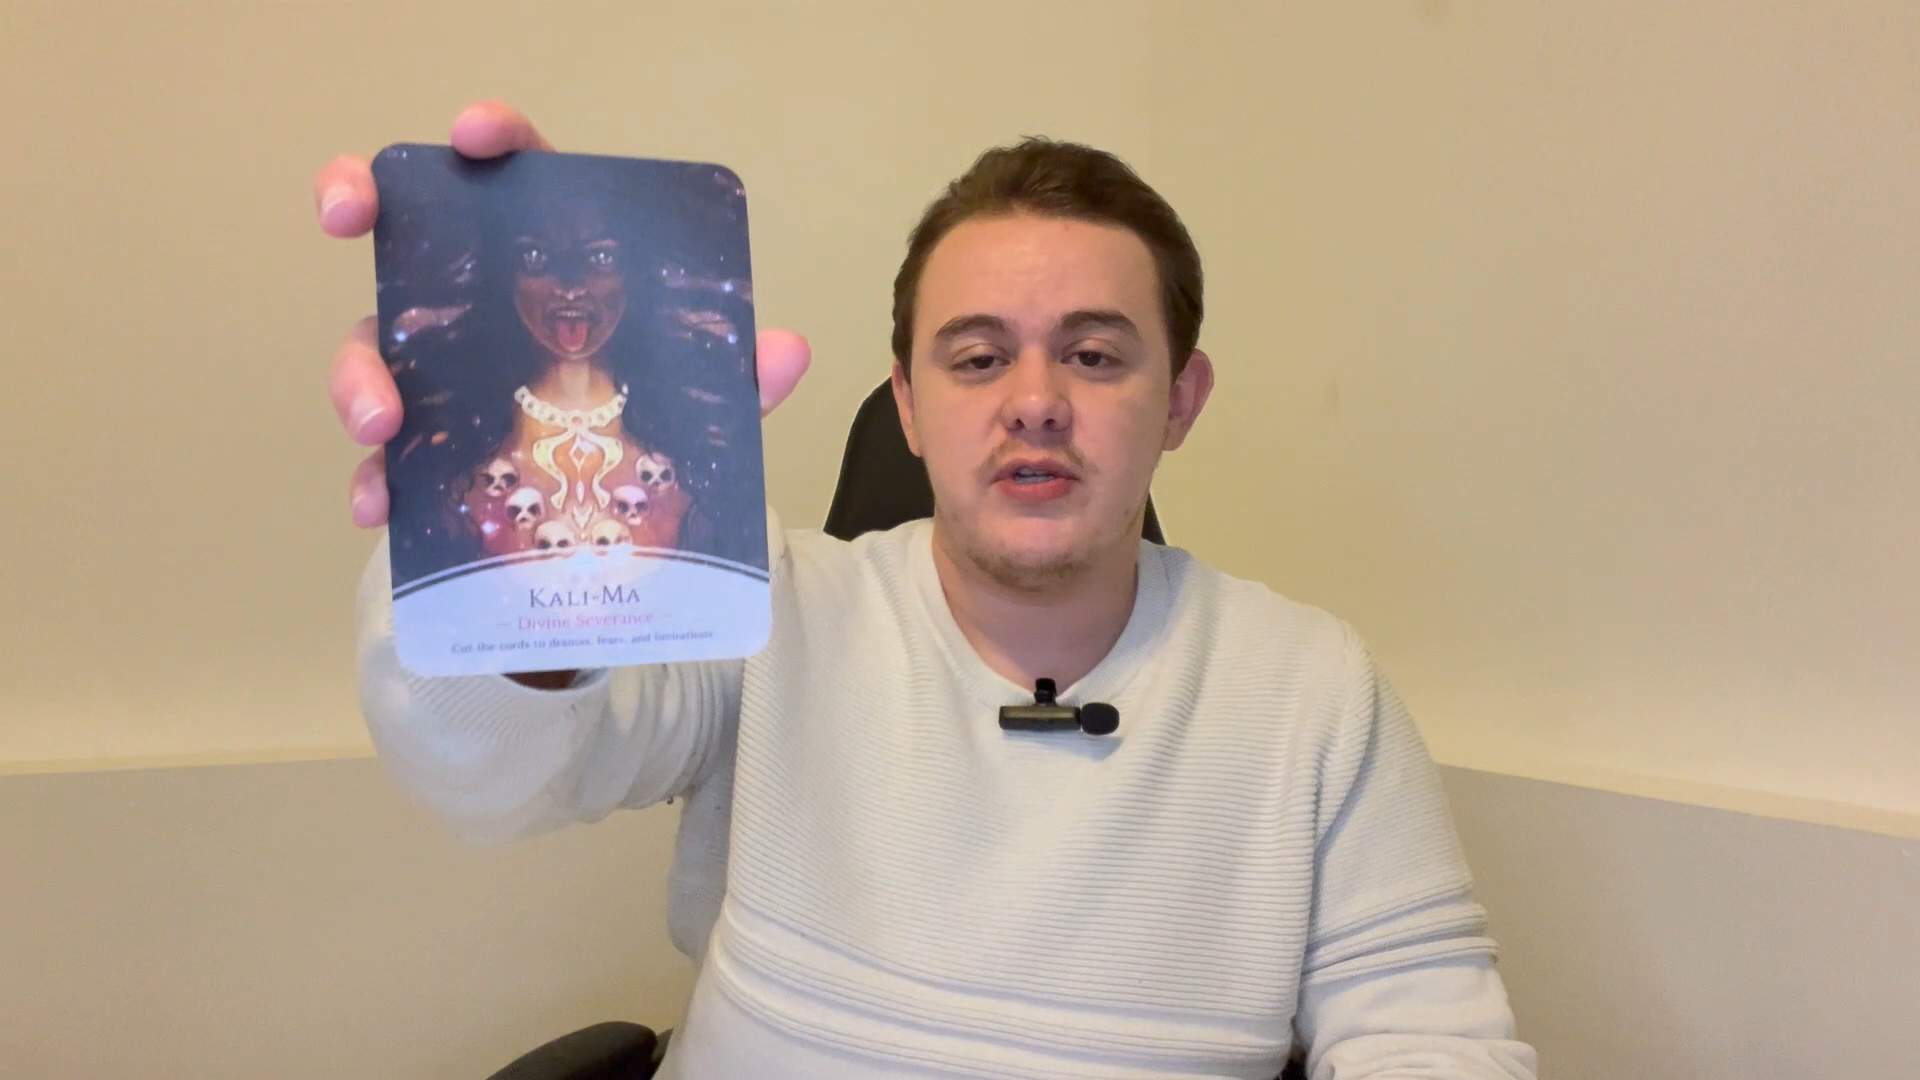 KALI-MA
— Divine Severance —
Cut the cords to dramas, fears, and limitations